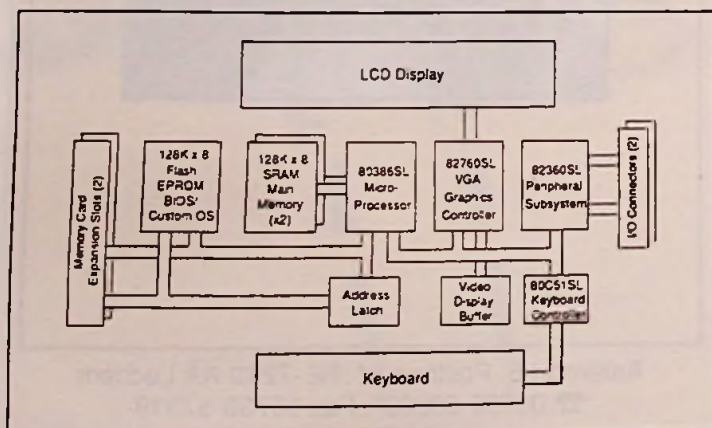 LCD Display
Memory Card
Expansion Slots (2)
128K x 8
Flash
EPROM
BIOS/
Custom OS
128K x 8
SRAM
Main
Memory
(x2)
80386SL
Micro-
Processor
82760SL
VGA
Graphics
Controller
82360SL
Peripheral
Subsystem
I/O Connectors (2)
Address
Latch
Video
Display
Buffer
80C51SL
Keyboard
Controller
Keyboard